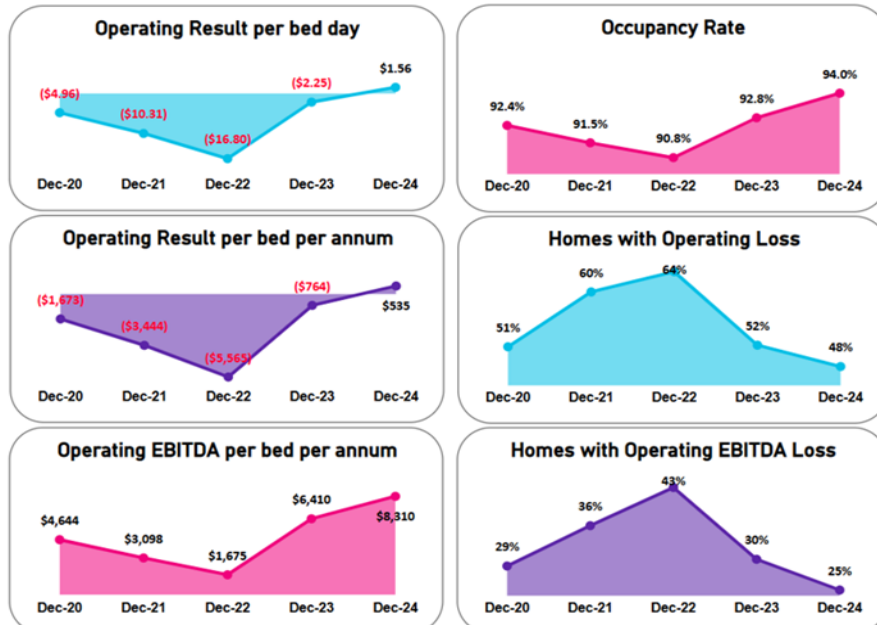 Operating Result per bed day
($4.96)
($10.31)
($16.80)
($2.25)
$1.56
Dec-20 Dec-21 Dec-22 Dec-23 Dec-24
Occupancy Rate
92.4%
91.5%
90.8%
92.8%
94.0%
Dec-20 Dec-21 Dec-22 Dec-23 Dec-24
Operating Result per bed per annum
($1,673)
($3,444)
($5,565)
($764)
$535
Dec-20 Dec-21 Dec-22 Dec-23 Dec-24
Homes with Operating Loss
51%
60%
64%
52%
48%
Dec-20 Dec-21 Dec-22 Dec-23 Dec-24
Operating EBITDA per bed per annum
$4,644
$3,098
$1,675
$6,410
$8,310
Dec-20 Dec-21 Dec-22 Dec-23 Dec-24
Homes with Operating EBITDA Loss
29%
36%
43%
30%
25%
Dec-20 Dec-21 Dec-22 Dec-23 Dec-24